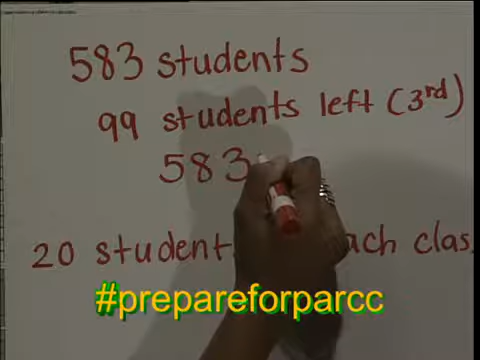 583 students
99 students left (3rd)
583
20 student ach clas
#prepareforparcc